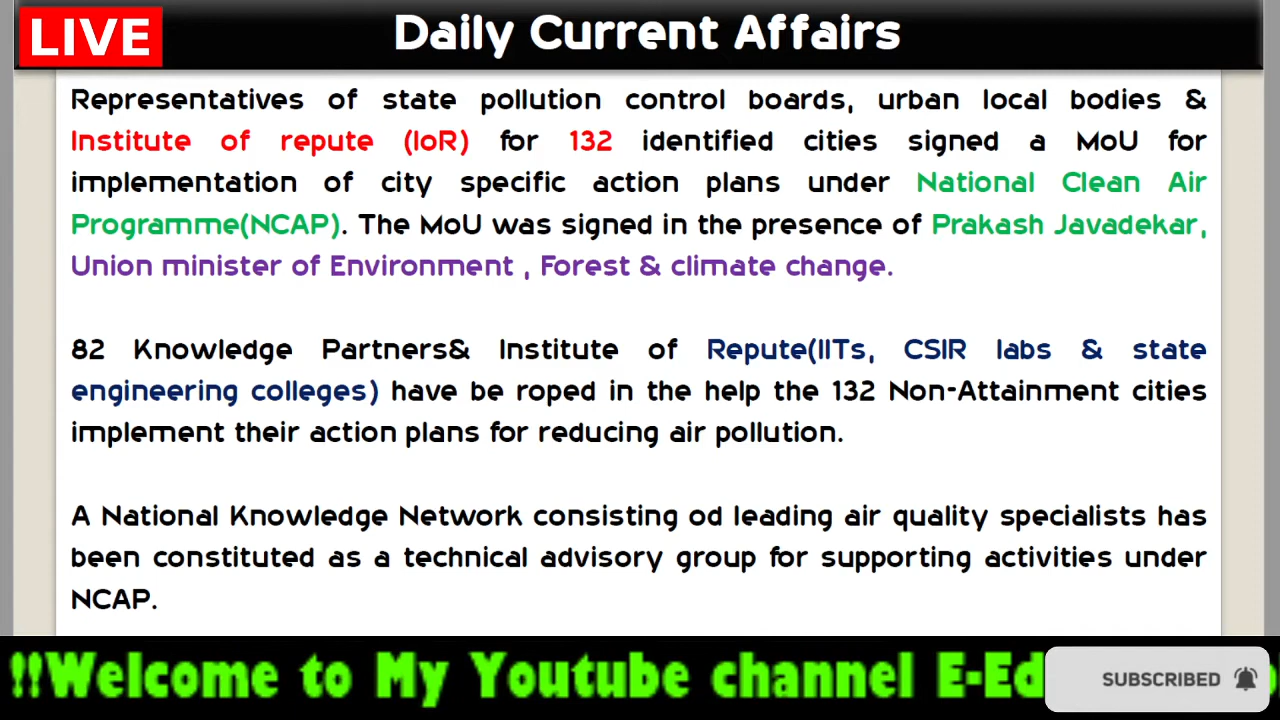 LIVE
Daily Current Affairs
Representatives of state pollution control boards, urban local bodies &
Institute of repute (IoR) for 132 identified cities signed a MoU for
implementation of city specific action plans under National Clean Air
Programme(NCAP). The MoU was signed in the presence of Prakash Javadekar,
Union minister of Environment , Forest & climate change.
82 Knowledge Partners& Institute of Repute(IITs, CSIR labs & state
engineering colleges) have be roped in the help the 132 Non-Attainment cities
implement their action plans for reducing air pollution.
A National Knowledge Network consisting od leading air quality specialists has
been constituted as a technical advisory group for supporting activities under
NCAP.
!!Welcome to My Youtube channel E-Ed
SUBSCRIBED